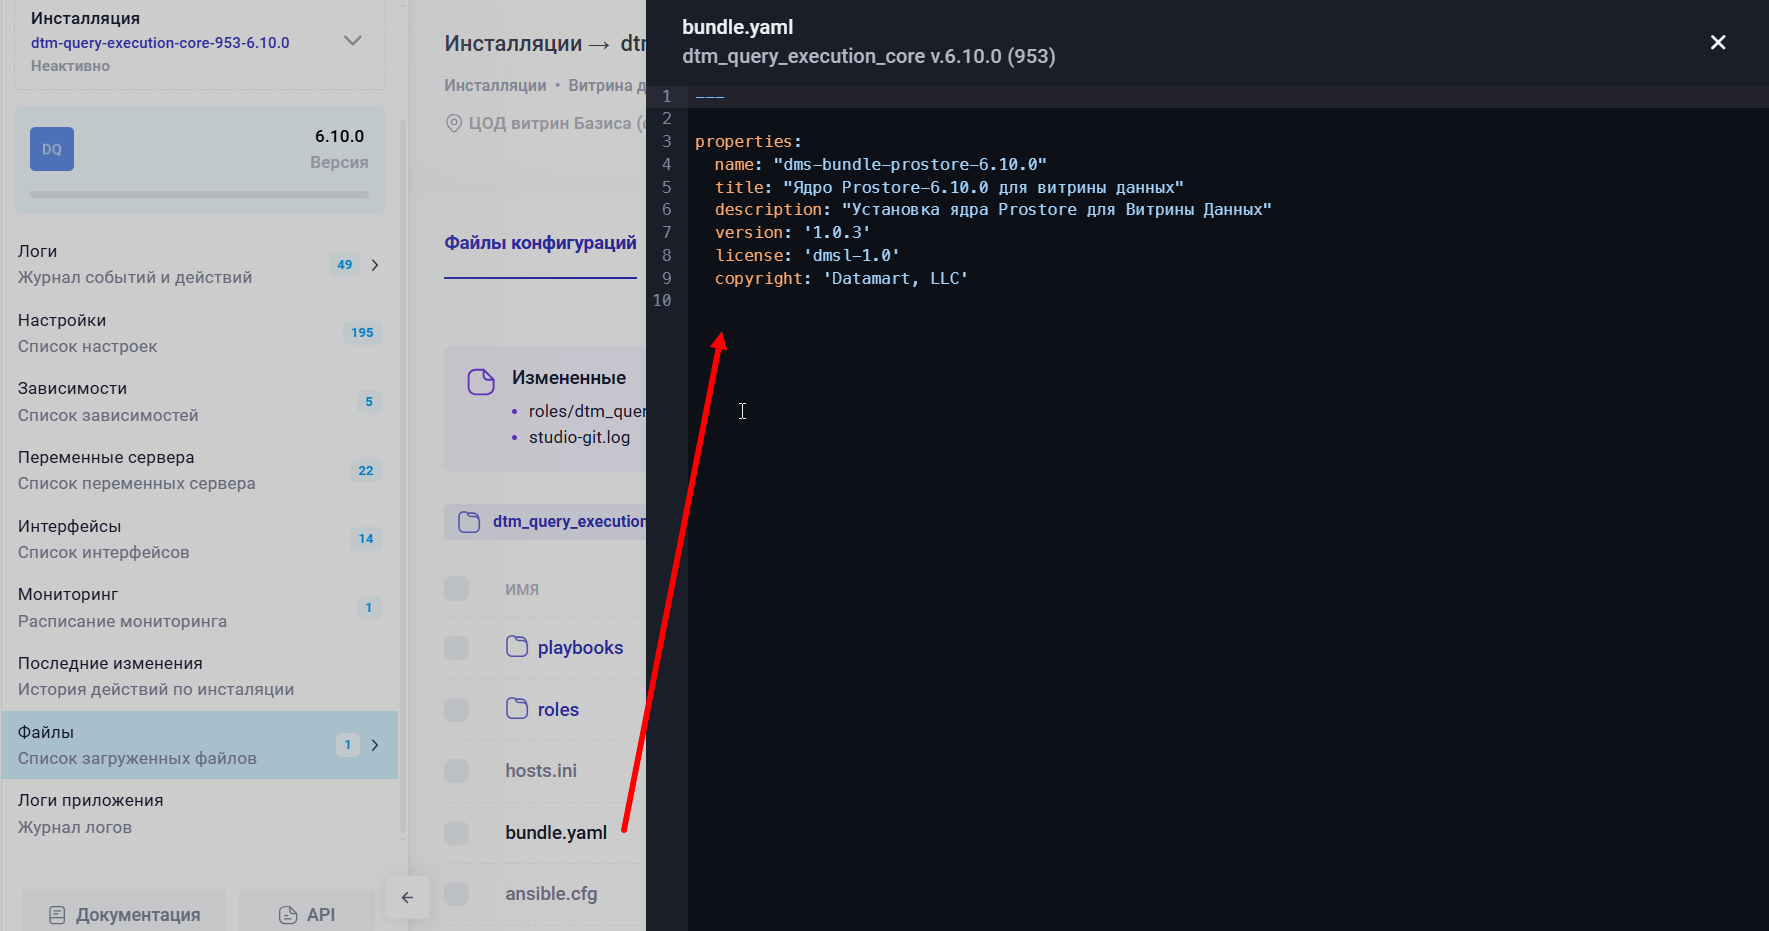 Инсталляция
dtm-query-execution-core-953-6.10.0
Неактивно
DQ
6.10.0
Версия
Логи
Журнал событий и действий
49
Настройки
Список настроек
195
Зависимости
Список зависимостей
5
Переменные сервера
Список переменных сервера
22
Интерфейсы
Список интерфейсов
14
Мониторинг
Расписание мониторинга
1
Последние изменения
История действий по инсталяции
Файлы
Список загруженных файлов
1
Логи приложения
Журнал логов
Документация
API
Инсталляции → dtm
Инсталляции • Витрина д
ЦОД витрин Базиса (
Файлы конфигураций
Измененные
• roles/dtm_quer
• studio-git.log
dtm_query_execution
ИМЯ
playbooks
roles
hosts.ini
bundle.yaml
ansible.cfg
bundle.yaml
dtm_query_execution_core v.6.10.0 (953)
1 ---
2
3 properties:
4 name: "dms-bundle-prostore-6.10.0"
5 title: "Ядро Prostore-6.10.0 для витрины данных"
6 description: "Установка ядра Prostore для Витрины Данных"
7 version: '1.0.3'
8 license: 'dmsl-1.0'
9 copyright: 'Datamart, LLC'
10